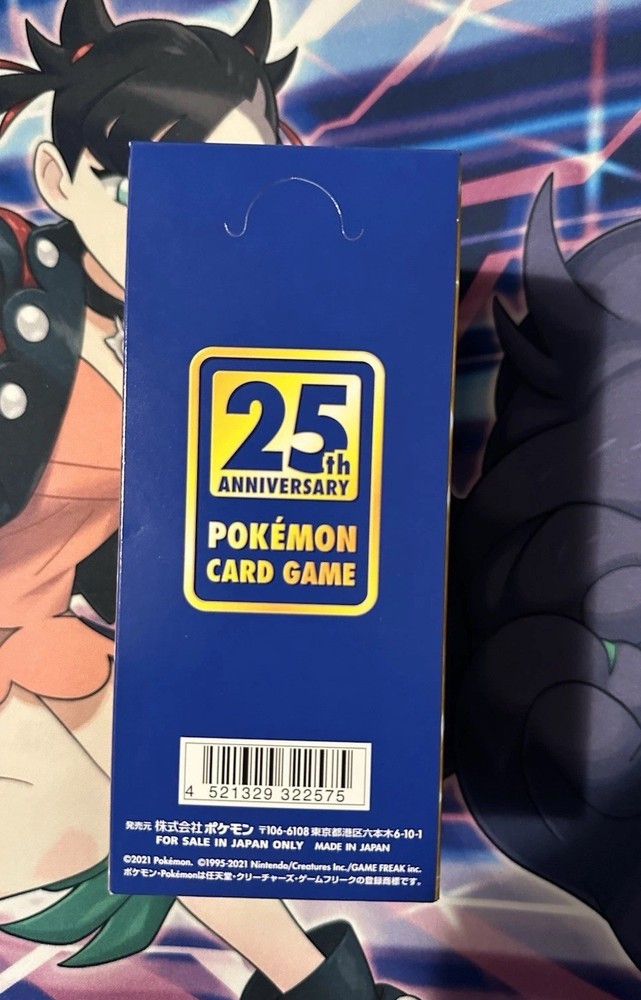 25th
ANNIVERSARY
POKÉMON
CARD GAME
4 521329 322575
発売元 株式会社ポケモン 〒106-6108 東京都港区六本木6-10-1
FOR SALE IN JAPAN ONLY MADE IN JAPAN
©2021 Pokémon. ©1995-2021 Nintendo/Creatures Inc./GAME FREAK inc.
ポケモン・Pokémonは任天堂・クリーチャーズ・ゲームフリークの登録商標です。